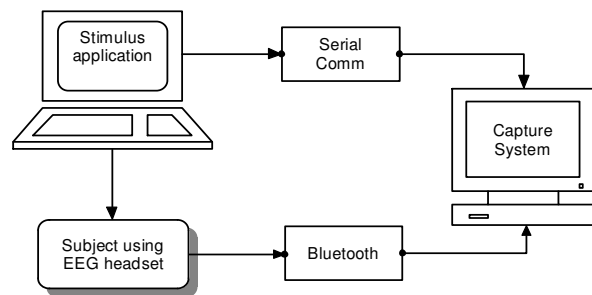 Stimulus
application
Serial
Comm
Capture
System
Subject using
EEG headset
Bluetooth